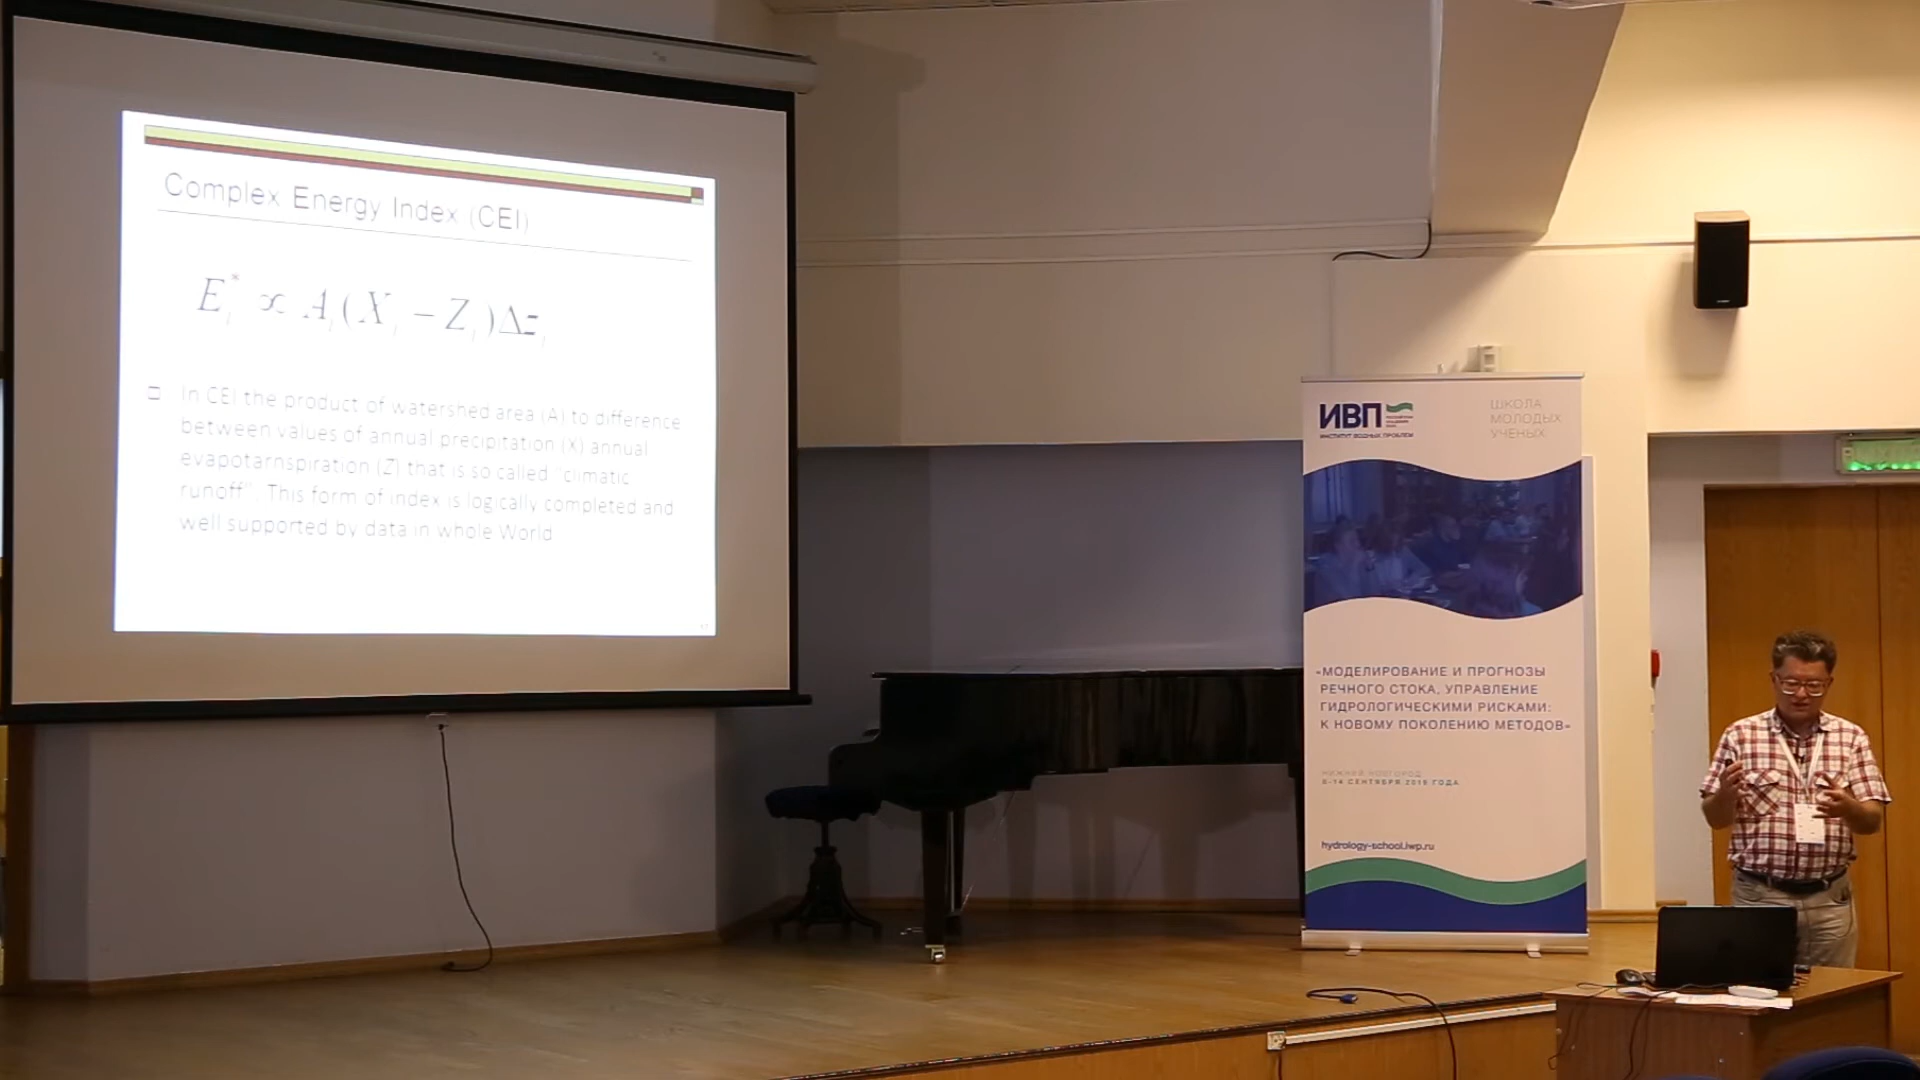 Complex Energy Index (CEI)
E*i ∝ Ai(Xi − Zi)Δzi
In CEI the product of watershed area (A) to difference
between values of annual precipitation (X) annual
evapotarnspiration (Z) that is so called "climatic
runoff". This form of index is logically completed and
well supported by data in whole World
ИВП
ИНСТИТУТ ВОДНЫХ ПРОБЛЕМ
ШКОЛА
МОЛОДЫХ
УЧЕНЫХ
«МОДЕЛИРОВАНИЕ И ПРОГНОЗЫ
РЕЧНОГО СТОКА, УПРАВЛЕНИЕ
ГИДРОЛОГИЧЕСКИМИ РИСКАМИ:
К НОВОМУ ПОКОЛЕНИЮ МЕТОДОВ»
НИЖНИЙ НОВГОРОД
СЕНТЯБРЯ ГОДА
hydrology-school.iwp.ru